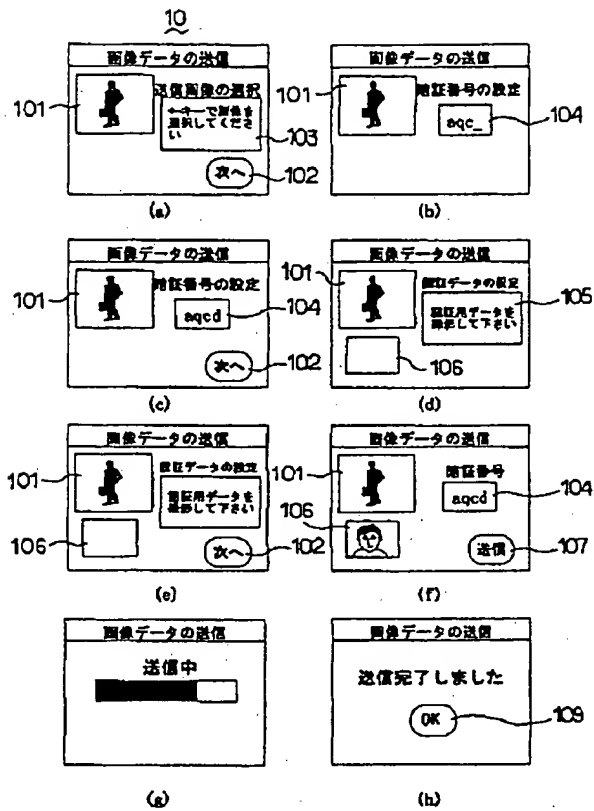 10
画像データの送信
101
送信画像の選択
←キーで画像を
選択してくださ
い
103
次へ
102
(a)
画像データの送信
101
暗証番号の設定
aqc_
104
(b)
画像データの送信
101
暗証番号の設定
aqcd
104
次へ
102
(c)
画像データの送信
101
認証データの設定
認証用データを
撮影して下さい
105
106
(d)
画像データの送信
101
認証データの設定
認証用データを
撮影して下さい
106
次へ
102
(e)
画像データの送信
101
暗証番号
aqcd
104
106
送信
107
(f)
画像データの送信
送信中
(g)
画像データの送信
送信完了しました
OK
109
(h)